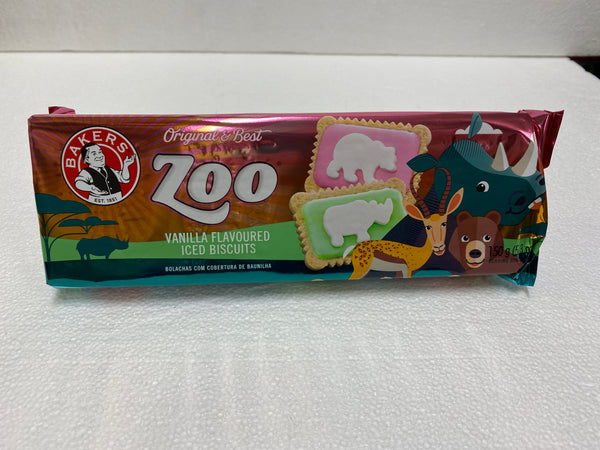 BAKERS
EST. 1851
Original & Best
Zoo
VANILLA FLAVOURED
ICED BISCUITS
BOLACHAS COM COBERTURA DE BAUNILHA
150 g